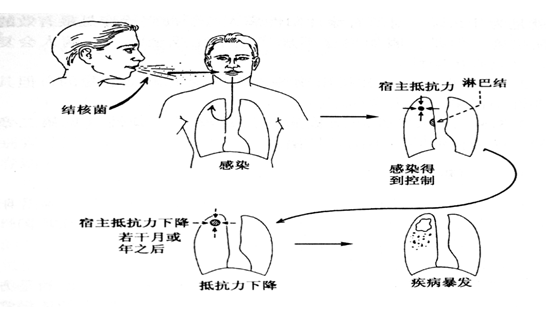 结核菌
感染
宿主抵抗力
淋巴结
感染得
到控制
宿主抵抗力下降
若干月或
年之后
抵抗力下降
疾病暴发